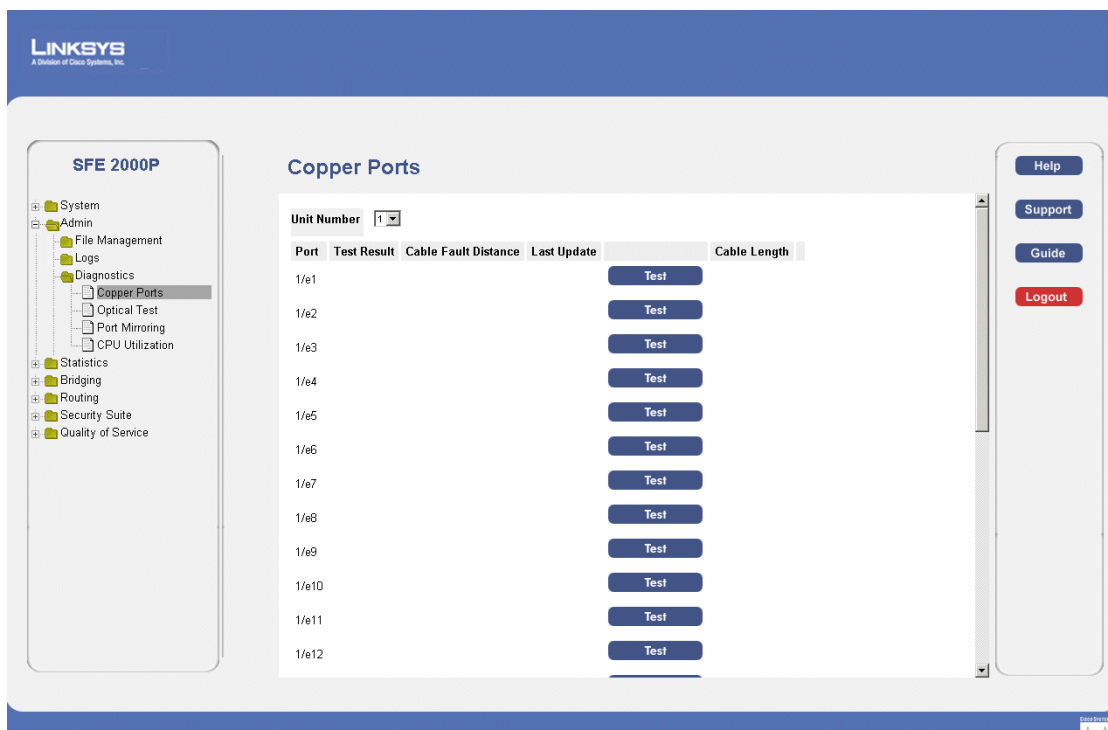 LINKSYS
A Division of Cisco Systems, Inc.
SFE 2000P
System
Admin
File Management
Logs
Diagnostics
Copper Ports
Optical Test
Port Mirroring
CPU Utilization
Statistics
Bridging
Routing
Security Suite
Quality of Service
Copper Ports
Unit Number 1
Port Test Result Cable Fault Distance Last Update Cable Length
1/e1 Test
1/e2 Test
1/e3 Test
1/e4 Test
1/e5 Test
1/e6 Test
1/e7 Test
1/e8 Test
1/e9 Test
1/e10 Test
1/e11 Test
1/e12 Test
Help
Support
Guide
Logout